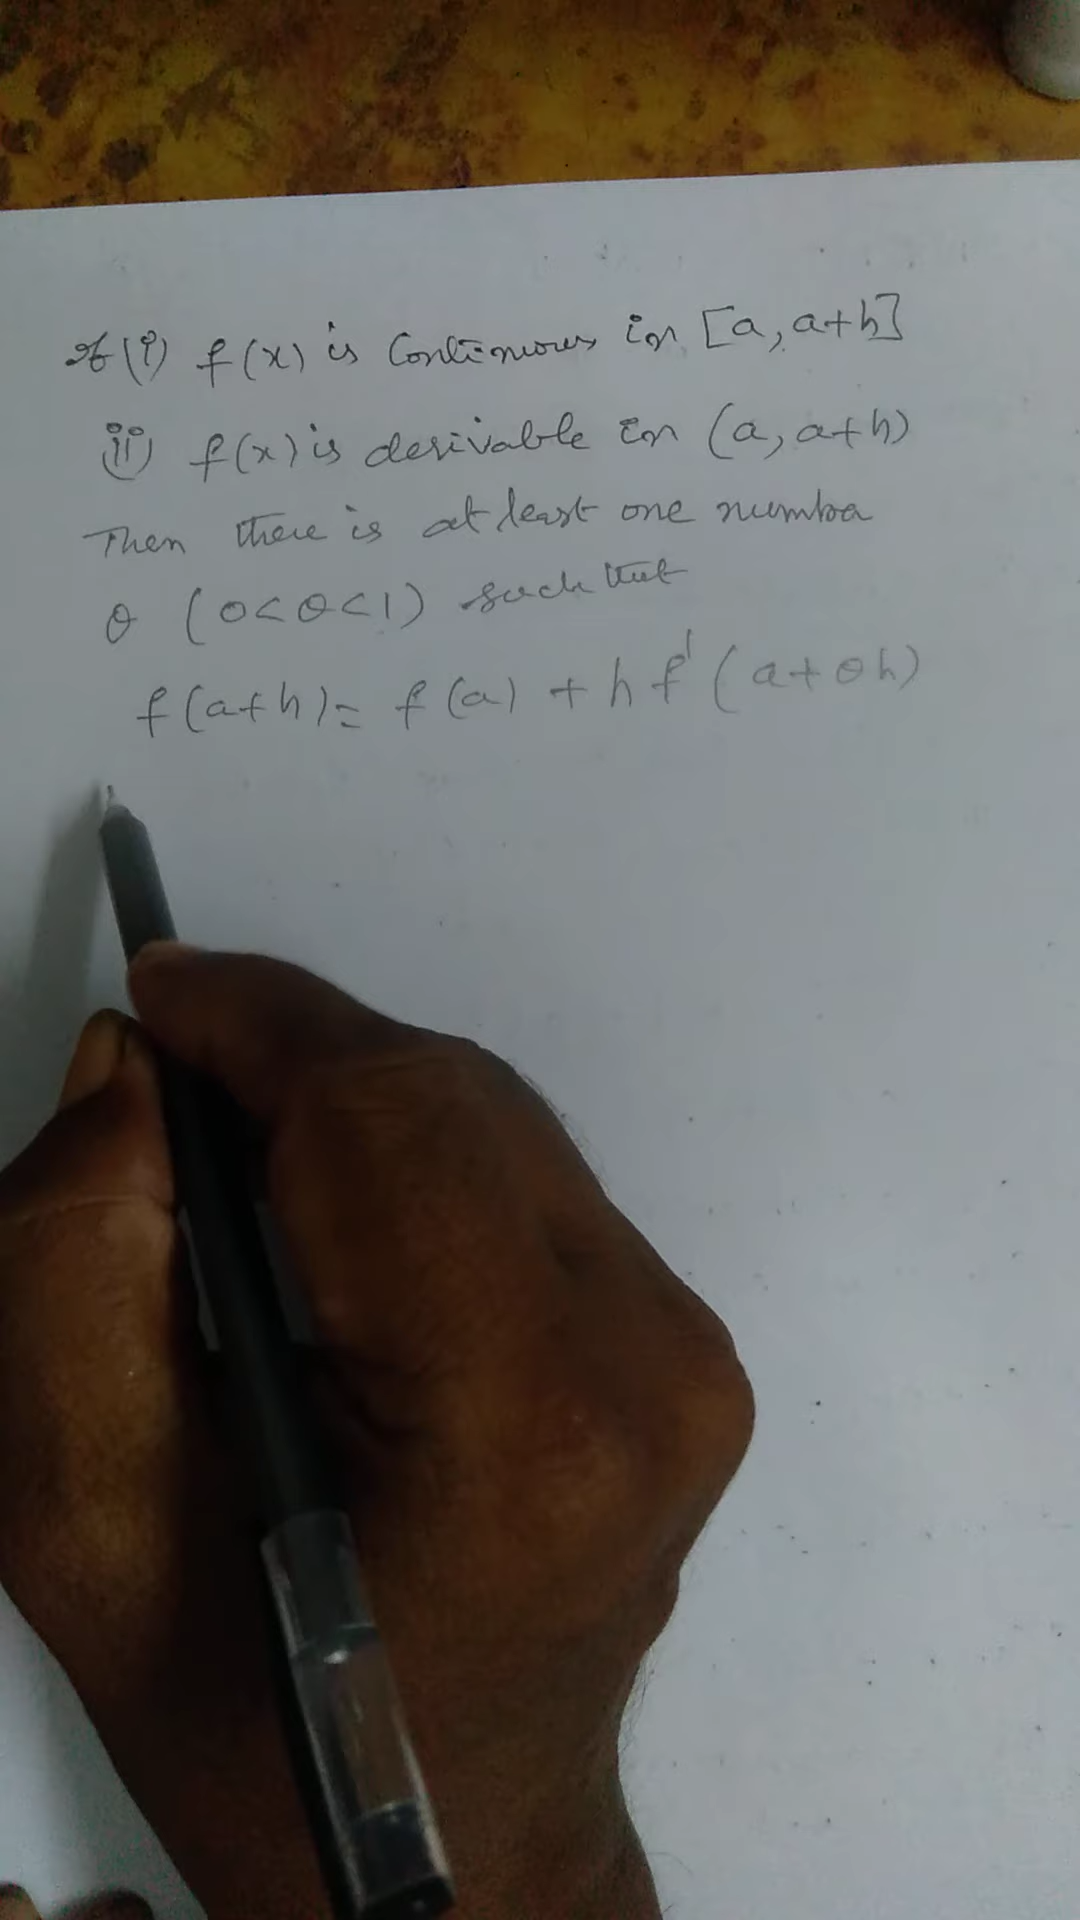 If (i) f(x) is Continuous in [a, a+h]
(ii) f(x) is derivable in (a, a+h)
Then there is at least one number
θ (0<θ<1) such that
f(a+h) = f(a) + h f'(a+θh)